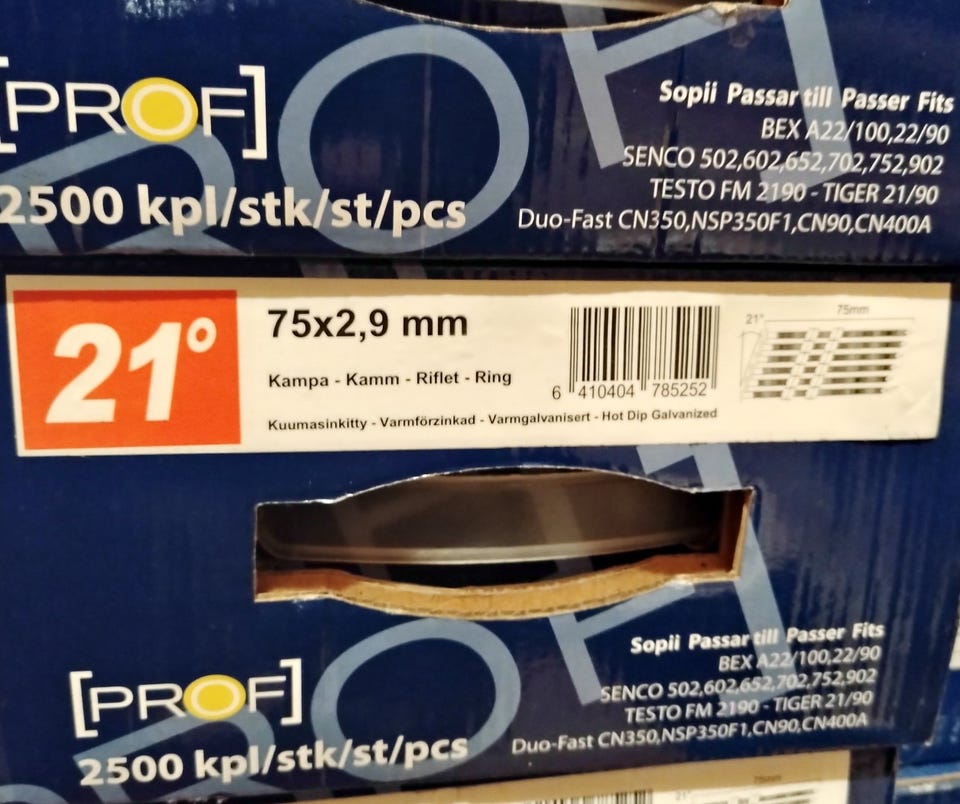 [PROF]
2500 kpl/stk/st/pcs
Sopii Passar till Passer Fits
BEX A22/100,22/90
SENCO 502,602,652,702,752,902
TESTO FM 2190 - TIGER 21/90
Duo-Fast CN350,NSP350F1,CN90,CN400A
21°
75x2,9 mm
Kampa - Kamm - Riflet - Ring
Kuumasinkitty - Varmförzinkad - Varmgalvanisert - Hot Dip Galvanized
6 410404 785252
21°
75mm
[PROF]
2500 kpl/stk/st/pcs
Sopii Passar till Passer Fits
BEX A22/100,22/90
SENCO 502,602,652,702,752,902
TESTO FM 2190 - TIGER 21/90
Duo-Fast CN350,NSP350F1,CN90,CN400A
21°
75mm